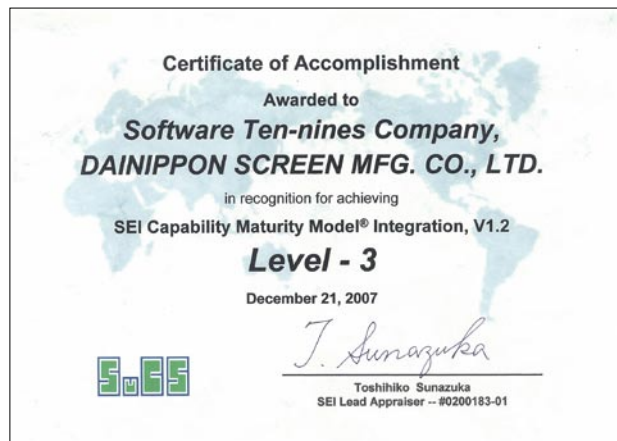 Certificate of Accomplishment
Awarded to
Software Ten-nines Company,
DAINIPPON SCREEN MFG. CO., LTD.
in recognition for achieving
SEI Capability Maturity Model® Integration, V1.2
Level - 3
December 21, 2007
T. Sunazuka
SwCS
Toshihiko Sunazuka
SEI Lead Appraiser -- #0200183-01